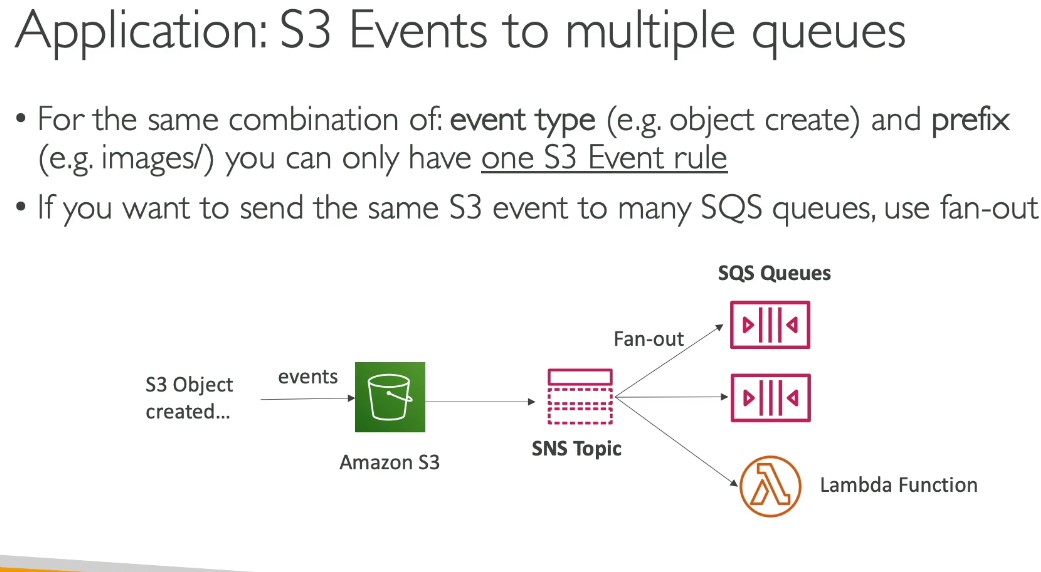 Application: S3 Events to multiple queues
• For the same combination of: event type (e.g. object create) and prefix
(e.g. images/) you can only have one S3 Event rule
• If you want to send the same S3 event to many SQS queues, use fan-out
SQS Queues
Fan-out
S3 Object
created...
events
Amazon S3
SNS Topic
Lambda Function